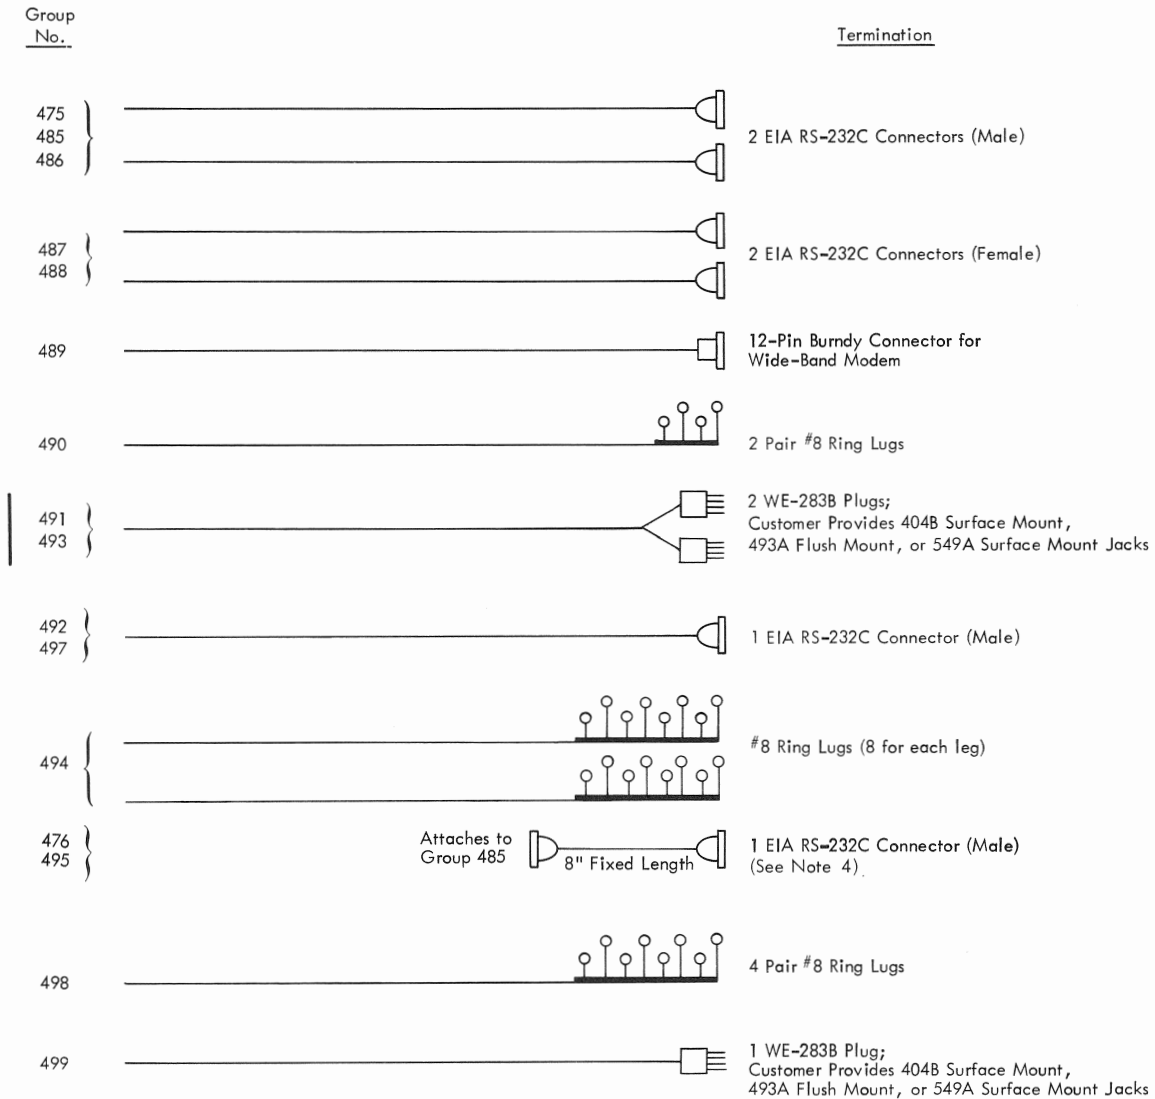 Group
No.
Termination
475
485
486
2 EIA RS-232C Connectors (Male)
487
488
2 EIA RS-232C Connectors (Female)
489
12-Pin Burndy Connector for
Wide-Band Modem
490
2 Pair #8 Ring Lugs
491
493
2 WE-283B Plugs;
Customer Provides 404B Surface Mount,
493A Flush Mount, or 549A Surface Mount Jacks
492
497
1 EIA RS-232C Connector (Male)
494
#8 Ring Lugs (8 for each leg)
476
495
Attaches to
Group 485
8" Fixed Length
1 EIA RS-232C Connector (Male)
(See Note 4)
498
4 Pair #8 Ring Lugs
499
1 WE-283B Plug;
Customer Provides 404B Surface Mount,
493A Flush Mount, or 549A Surface Mount Jacks